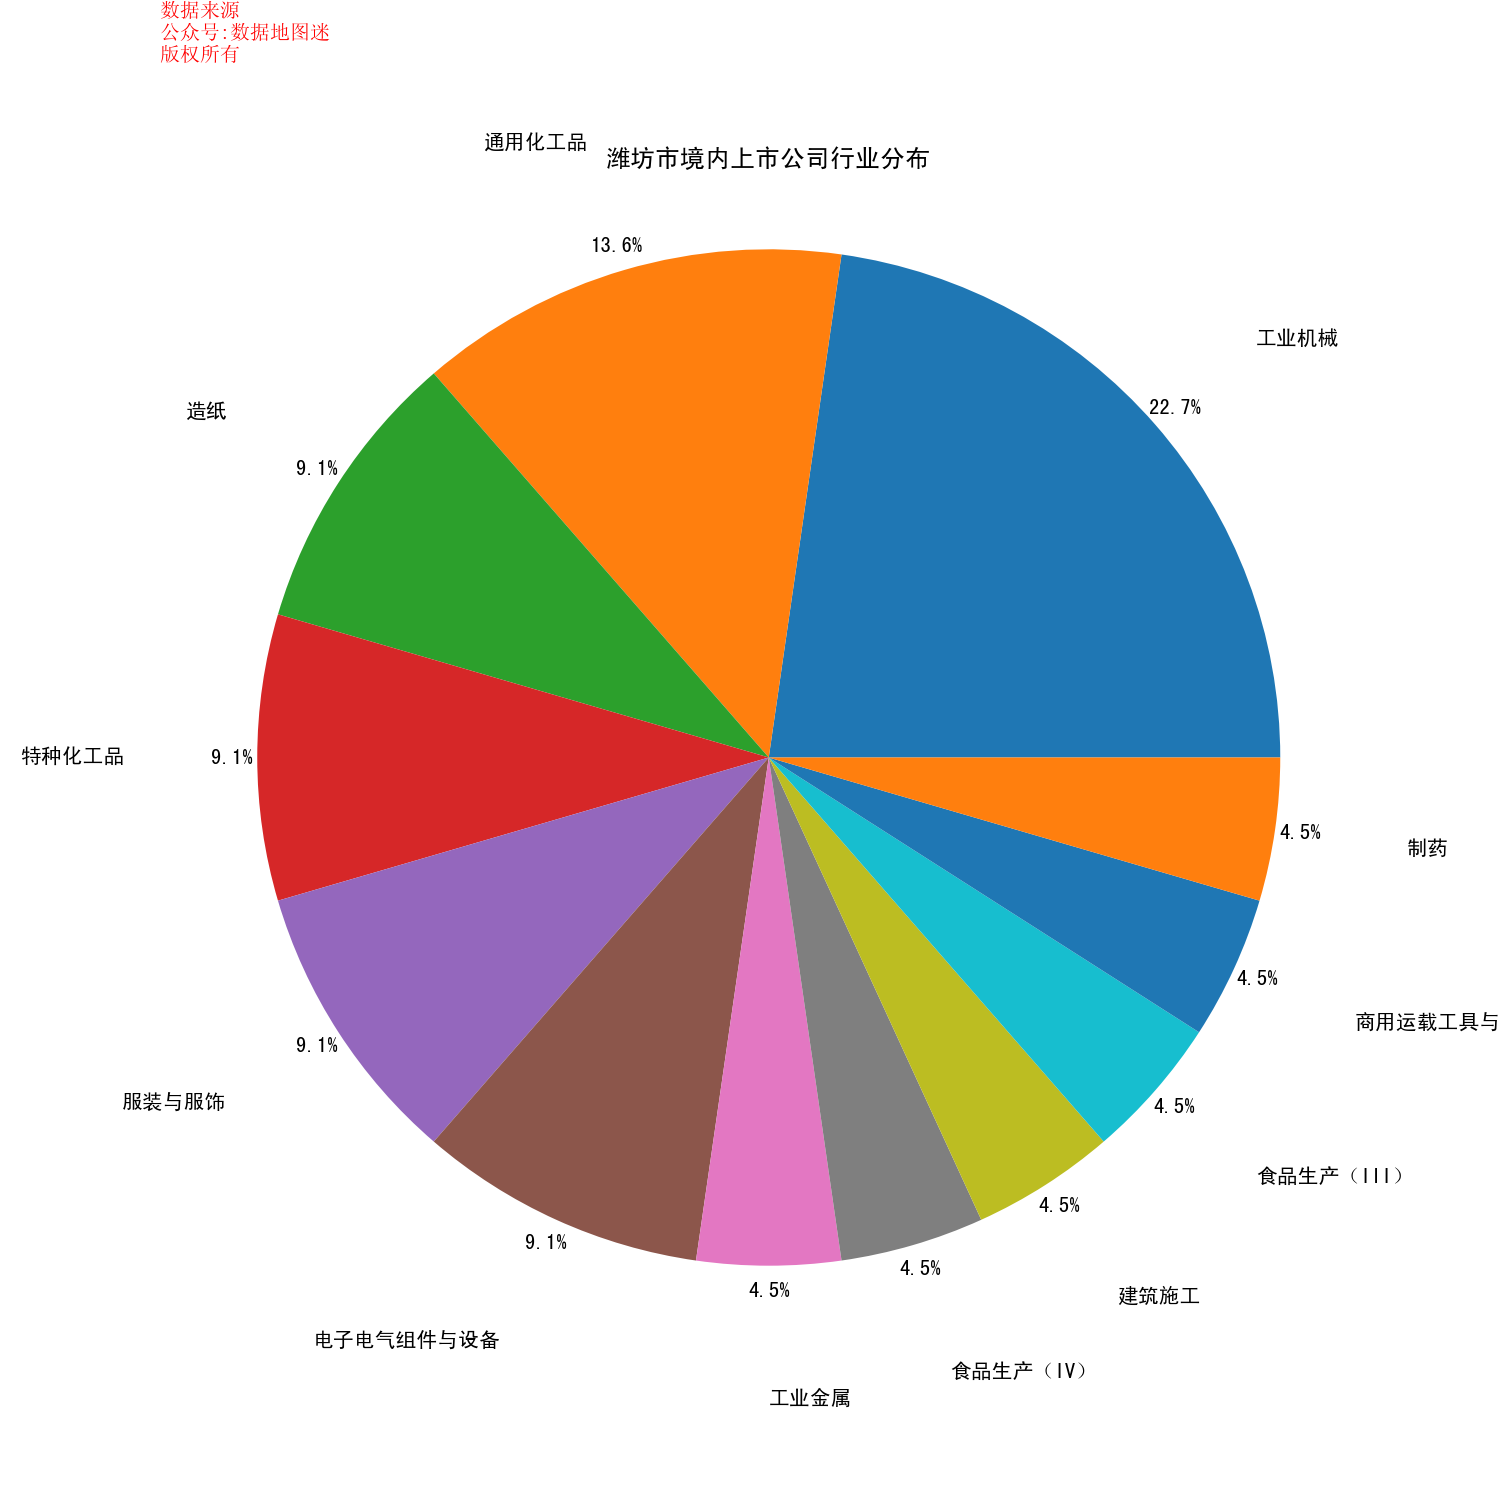 数据来源
公众号:数据地图迷
版权所有
通用化工品
潍坊市境内上市公司行业分布
13.6%
工业机械
22.7%
造纸
9.1%
特种化工品
9.1%
4.5%
制药
4.5%
商用运载工具与
9.1%
服装与服饰
4.5%
食品生产（III）
4.5%
建筑施工
9.1%
电子电气组件与设备
4.5%
食品生产（IV）
4.5%
工业金属